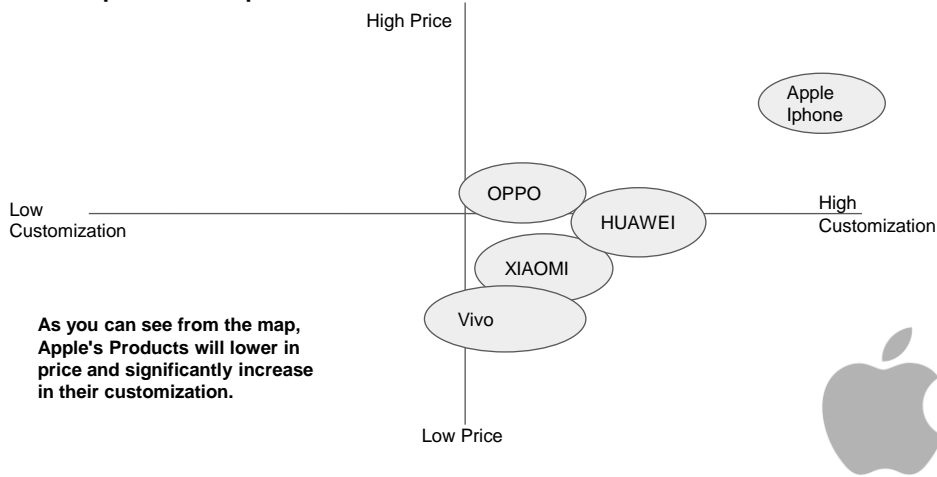 High Price
Apple
Iphone
OPPO
Low
Customization
HUAWEI
High
Customization
XIAOMI
Vivo
As you can see from the map,
Apple's Products will lower in
price and significantly increase
in their customization.
Low Price